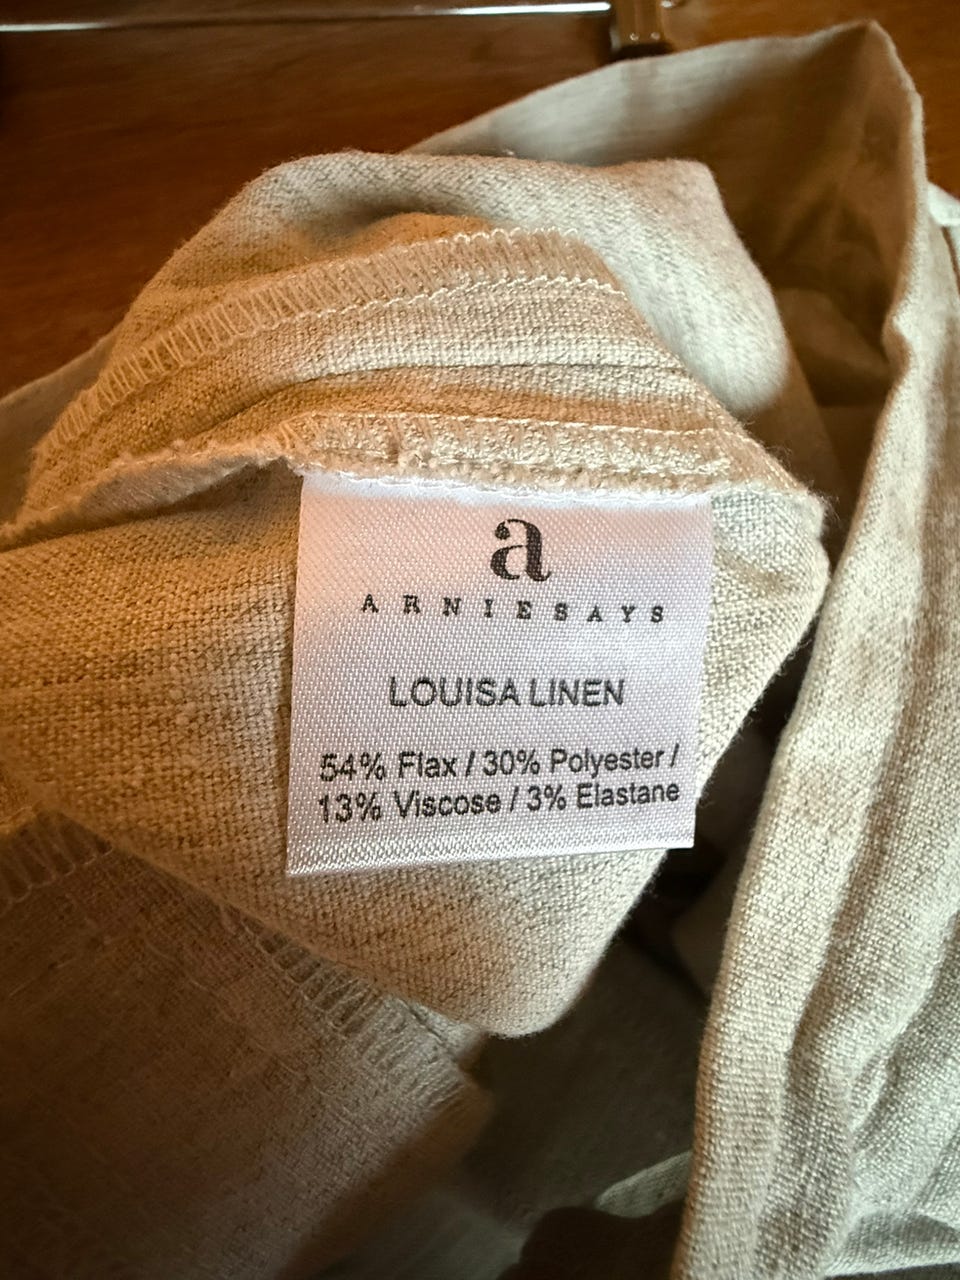 a
ARNIESAYS
LOUISA LINEN
54% Flax / 30% Polyester /
13% Viscose / 3% Elastane